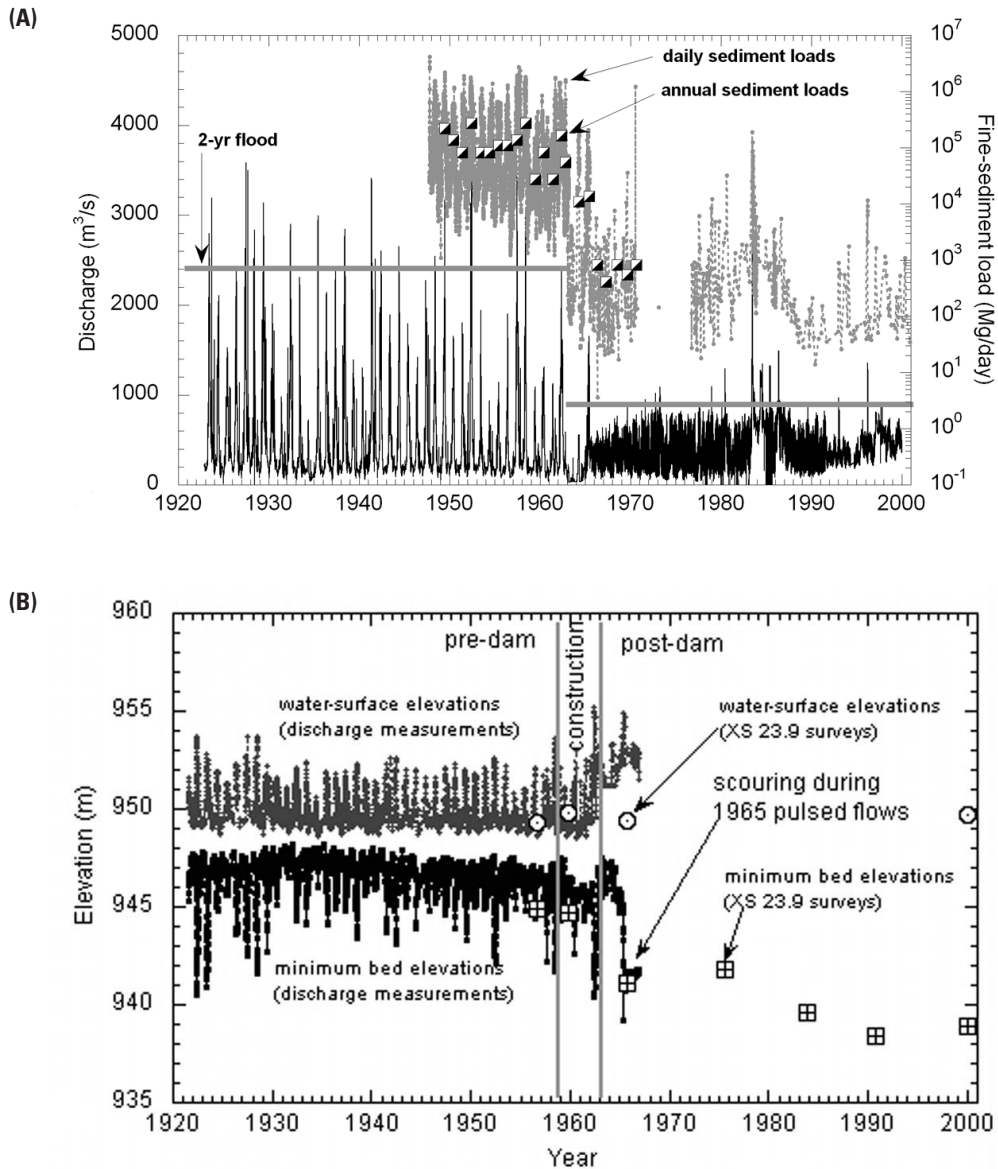 (A)
5000
4000
3000
2000
1000
0
Discharge (m³/s)
2-yr flood
daily sediment loads
annual sediment loads
10⁷
10⁶
10⁵
10⁴
10³
10²
10¹
10⁰
10⁻¹
Fine-sediment load (Mg/day)
1920 1930 1940 1950 1960 1970 1980 1990 2000
(B)
960
955
950
945
940
935
Elevation (m)
pre-dam
construction
post-dam
water-surface elevations
(discharge measurements)
water-surface elevations
(XS 23.9 surveys)
scouring during
1965 pulsed flows
minimum bed elevations
(XS 23.9 surveys)
minimum bed elevations
(discharge measurements)
1920 1930 1940 1950 1960 1970 1980 1990 2000
Year